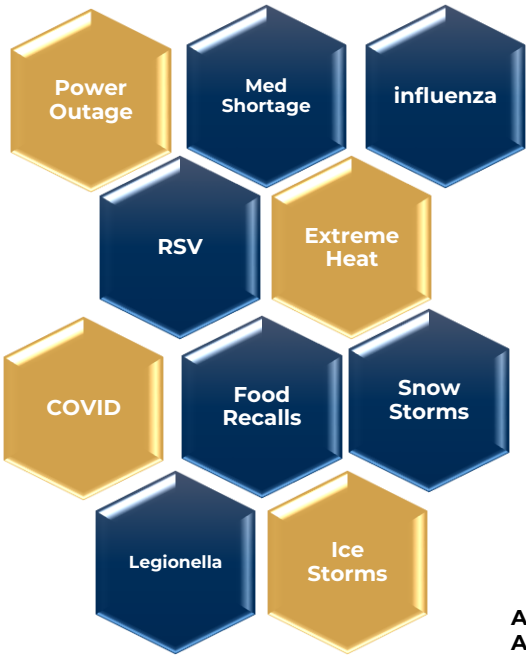 Power
Outage
Med
Shortage
influenza
RSV
Extreme
Heat
COVID
Food
Recalls
Snow
Storms
Legionella
Ice
Storms
A
A